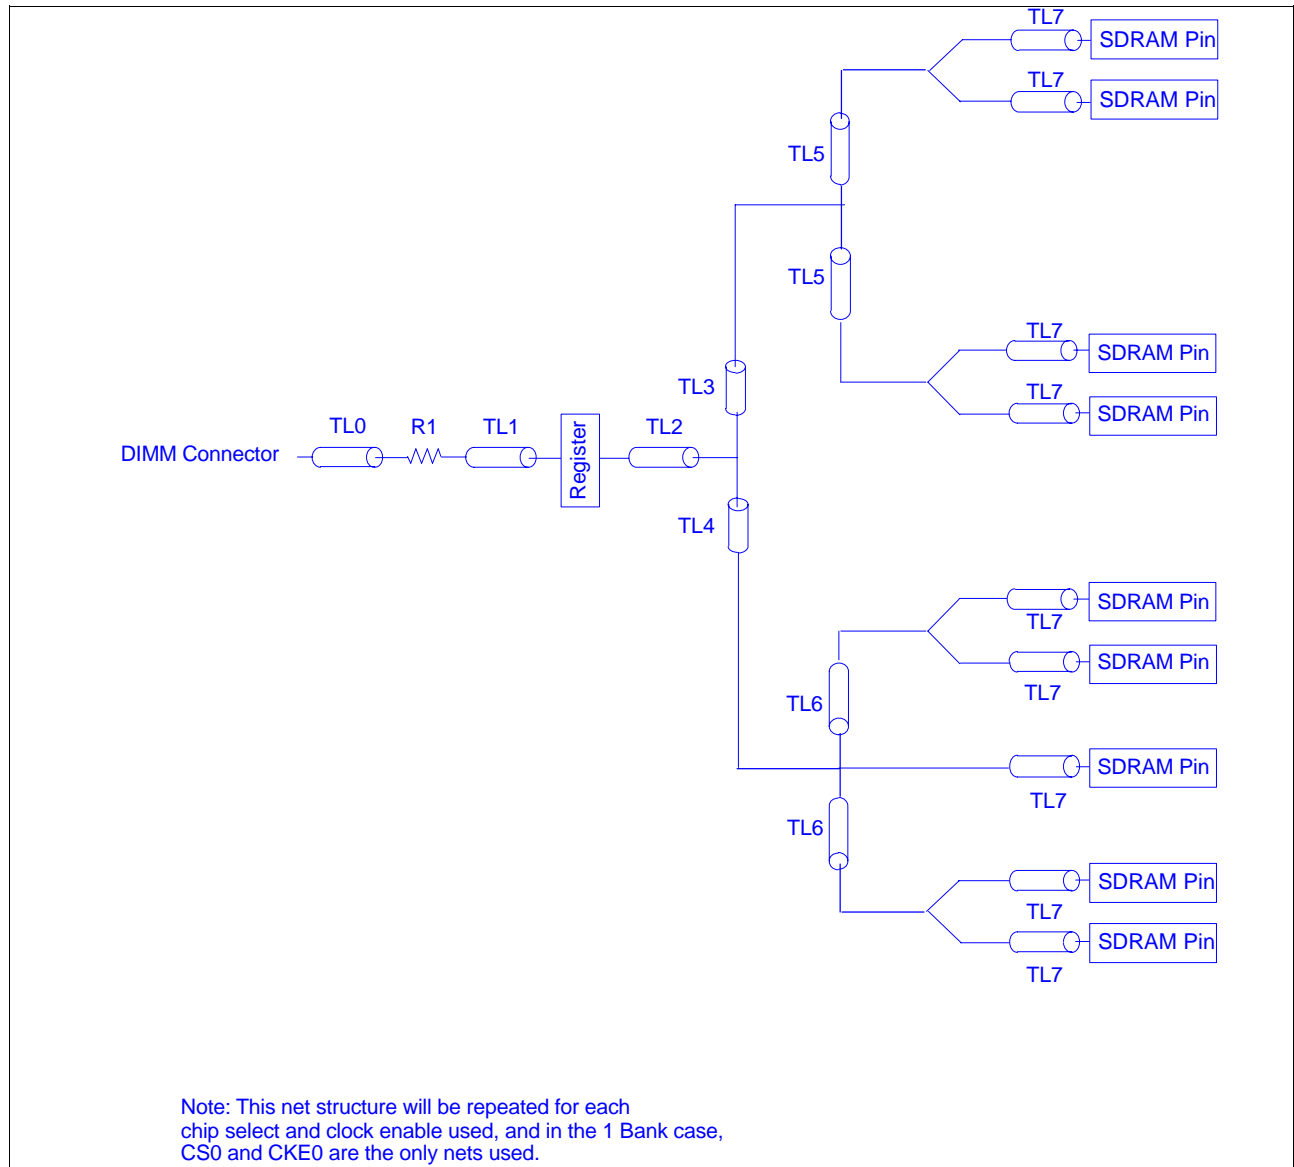 TL7
SDRAM Pin
TL7
SDRAM Pin
TL5
TL5
TL7
SDRAM Pin
TL7
SDRAM Pin
TL3
DIMM Connector
TL0
R1
TL1
Register
TL2
TL4
SDRAM Pin
TL7
SDRAM Pin
TL7
TL6
SDRAM Pin
TL7
TL6
SDRAM Pin
TL7
SDRAM Pin
TL7
Note: This net structure will be repeated for each
chip select and clock enable used, and in the 1 Bank case,
CS0 and CKE0 are the only nets used.